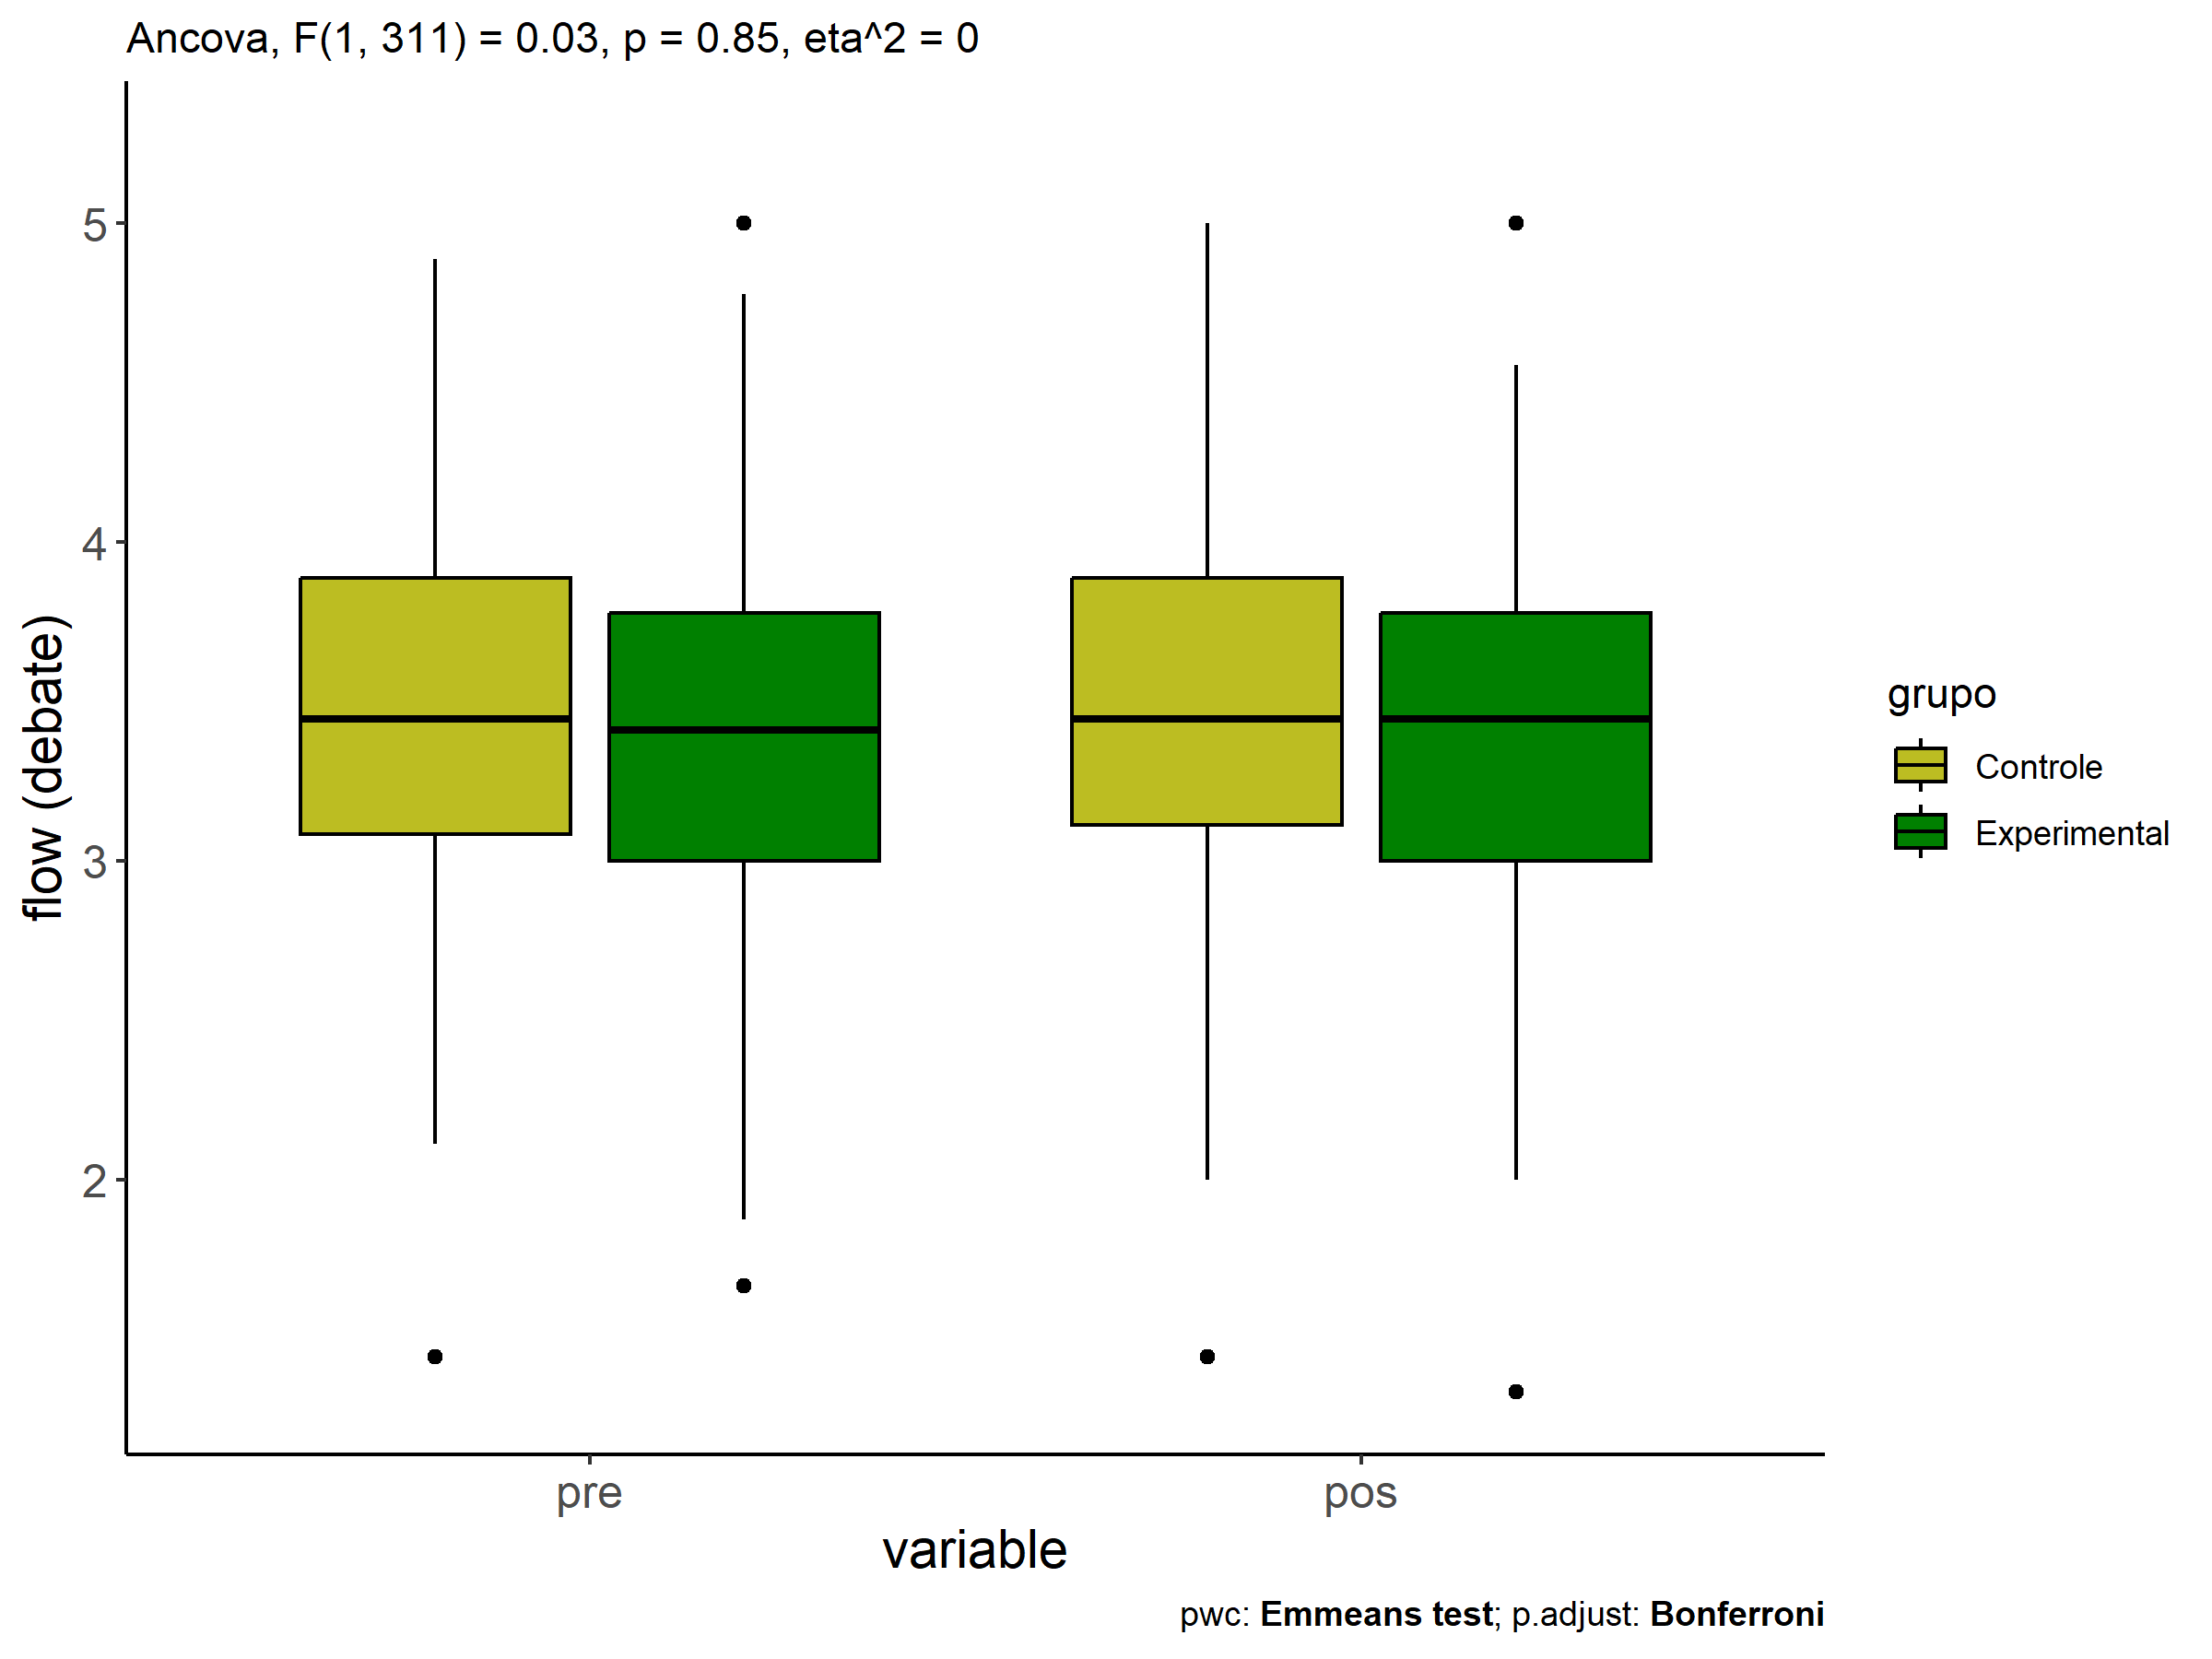 Ancova, F(1, 311) = 0.03, p = 0.85, eta^2 = 0
flow (debate)
5
4
3
2
pre
pos
variable
grupo
Controle
Experimental
pwc: Emmeans test; p.adjust: Bonferroni